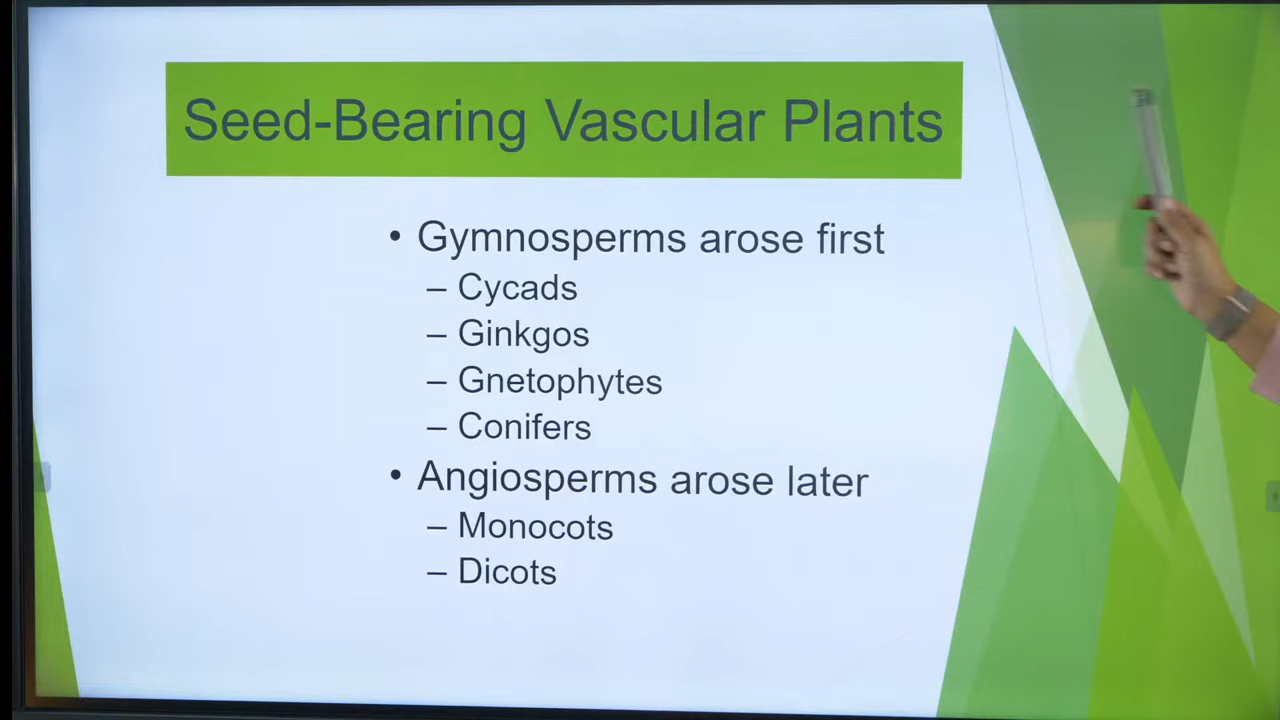 Seed-Bearing Vascular Plants
• Gymnosperms arose first
– Cycads
– Ginkgos
– Gnetophytes
– Conifers
• Angiosperms arose later
– Monocots
– Dicots